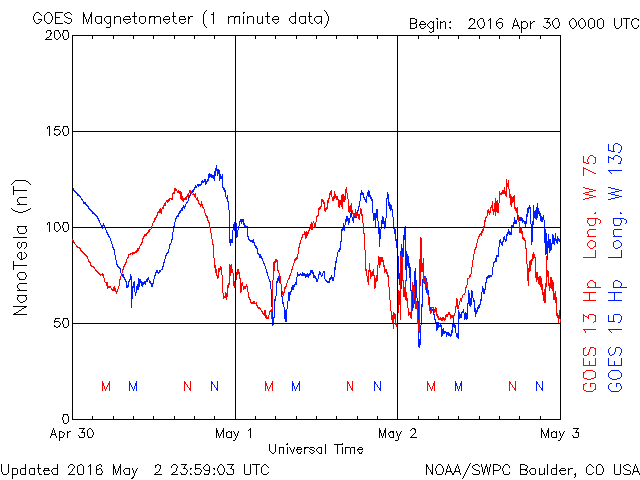 GOES Magnetometer (1 minute data)
Begin: 2016 Apr 30 0000 UTC
200
150
100
50
0
NanoTesla (nT)
M M N N M M N N M M N N
Apr 30 May 1 May 2 May 3
Universal Time
GOES 13 Hp Long. W 75
GOES 15 Hp Long. W 135
Updated 2016 May 2 23:59:03 UTC
NOAA/SWPC Boulder, CO USA